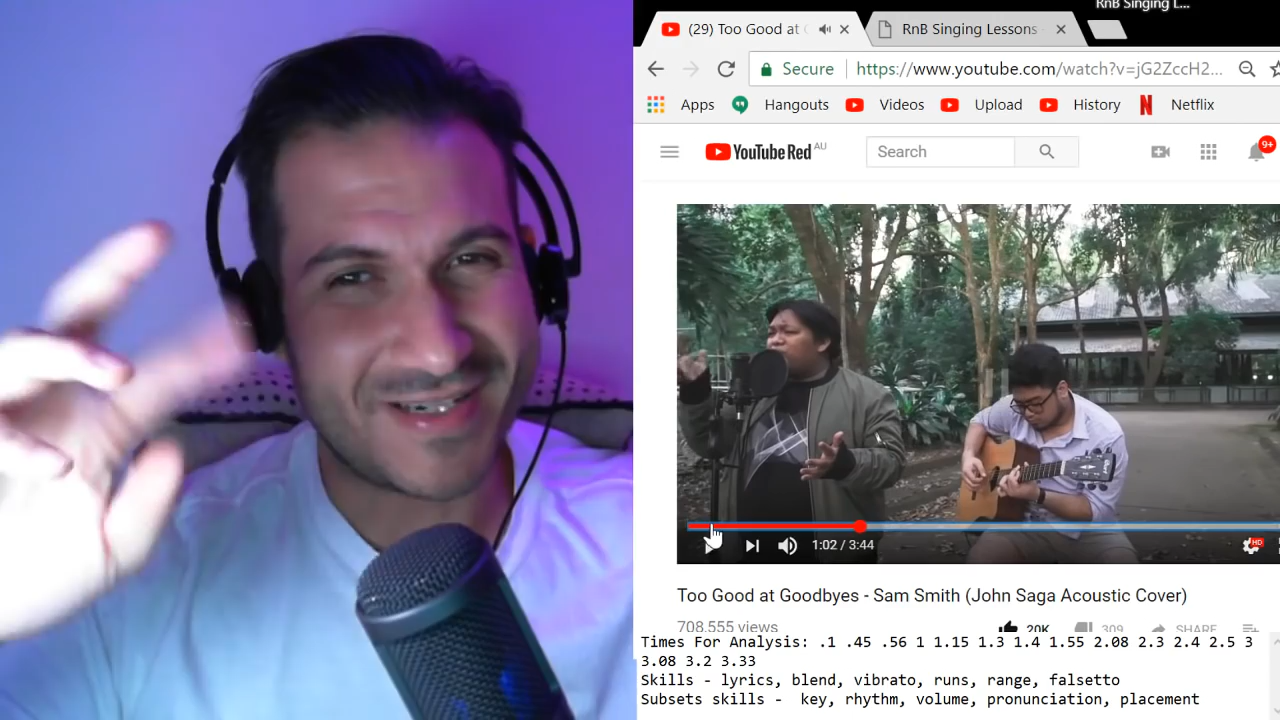 RnB Singing L...
(29) Too Good at
RnB Singing Lessons
Secure https://www.youtube.com/watch?v=jG2ZccH2...
Apps Hangouts Videos Upload History Netflix
YouTube Red AU Search 9+
1:02 / 3:44 HD
Too Good at Goodbyes - Sam Smith (John Saga Acoustic Cover)
708,555 views 20K 309 SHARE
Times For Analysis: .1 .45 .56 1 1.15 1.3 1.4 1.55 2.08 2.3 2.4 2.5 3
3.08 3.2 3.33
Skills - lyrics, blend, vibrato, runs, range, falsetto
Subsets skills - key, rhythm, volume, pronunciation, placement